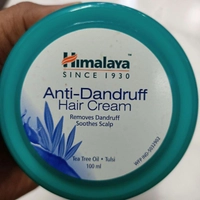 Himalaya
SINCE 1930
Anti-Dandruff
Hair Cream
Removes Dandruff
Soothes Scalp
Tea Tree Oil • Tulsi
100 ml